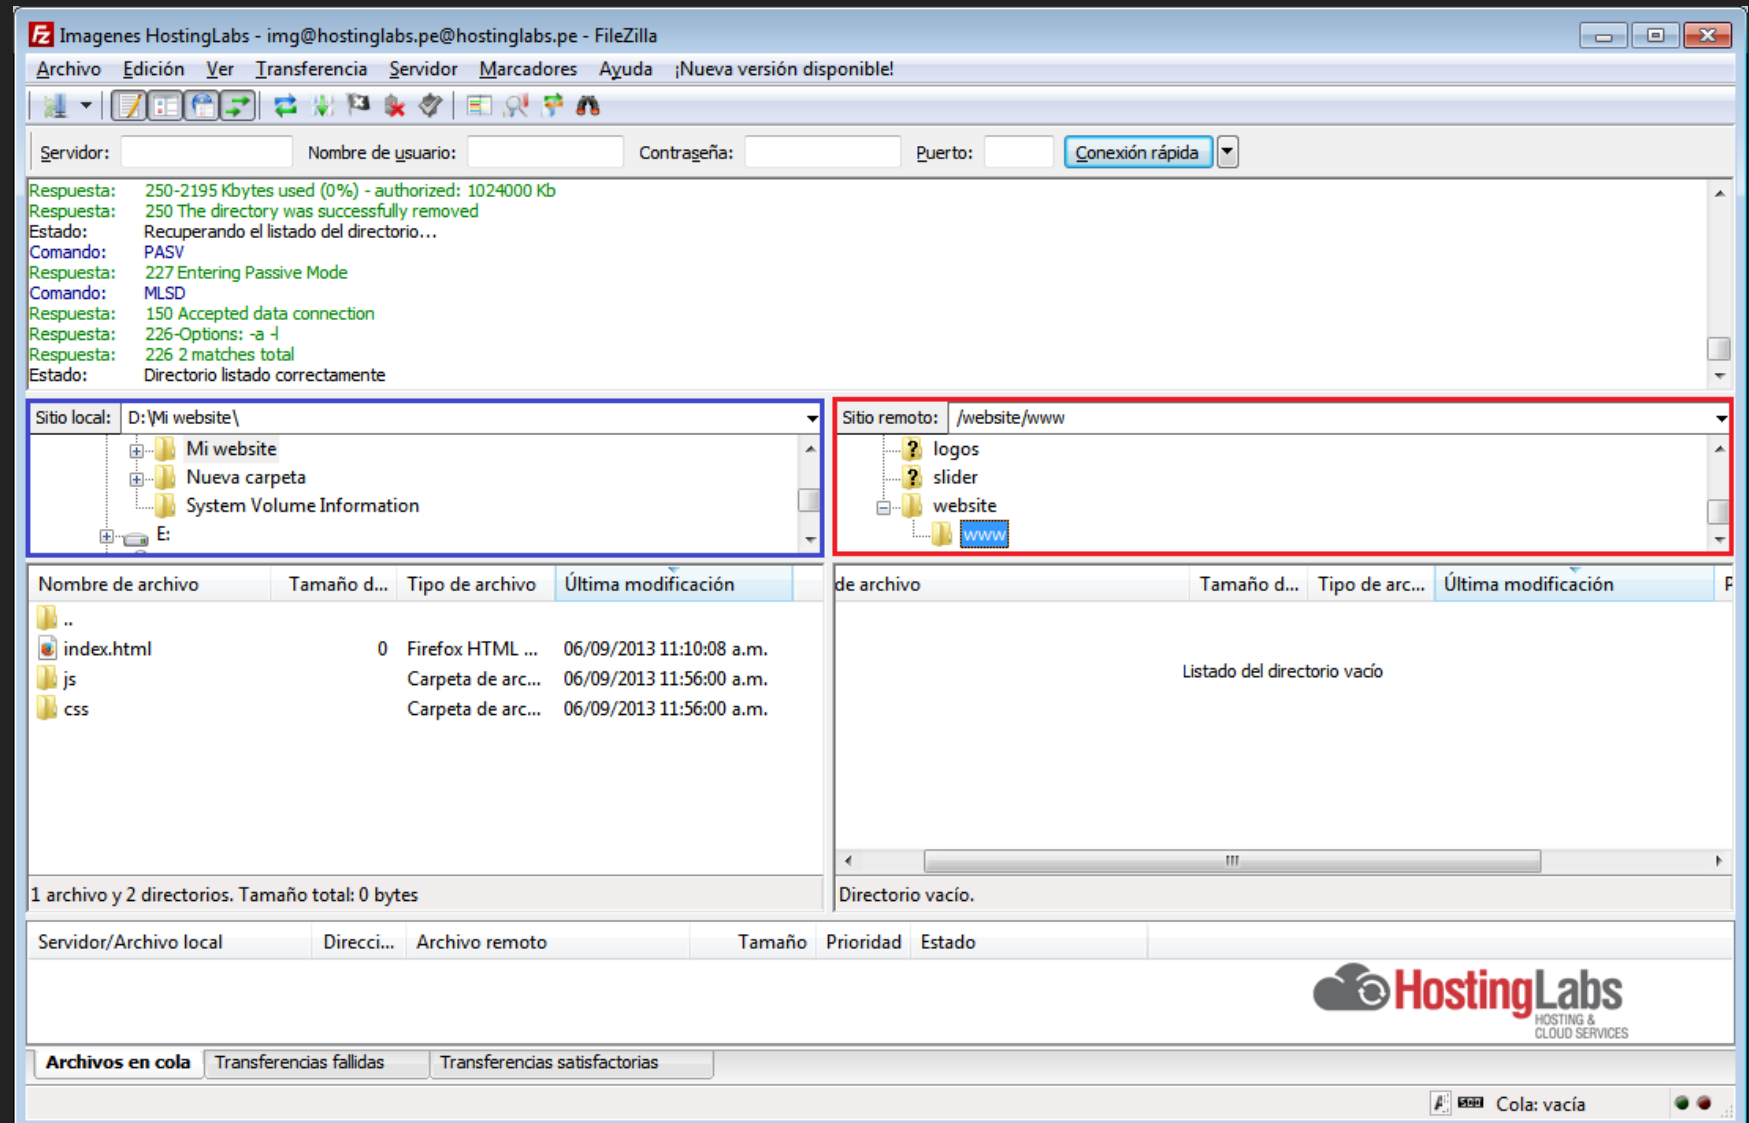 Imagenes HostingLabs - img@hostinglabs.pe@hostinglabs.pe - FileZilla
Archivo Edición Ver Transferencia Servidor Marcadores Ayuda ¡Nueva versión disponible!
Servidor: Nombre de usuario: Contraseña: Puerto: Conexión rápida
Respuesta: 250-2195 Kbytes used (0%) - authorized: 1024000 Kb
Respuesta: 250 The directory was successfully removed
Estado: Recuperando el listado del directorio...
Comando: PASV
Respuesta: 227 Entering Passive Mode
Comando: MLSD
Respuesta: 150 Accepted data connection
Respuesta: 226-Options: -a -l
Respuesta: 226 2 matches total
Estado: Directorio listado correctamente
Sitio local: D:\Mi website\
Mi website
Nueva carpeta
System Volume Information
E:
Sitio remoto: /website/www
logos
slider
website
www
Nombre de archivo Tamaño d... Tipo de archivo Última modificación
..
index.html 0 Firefox HTML ... 06/09/2013 11:10:08 a.m.
js Carpeta de arc... 06/09/2013 11:56:00 a.m.
css Carpeta de arc... 06/09/2013 11:56:00 a.m.
1 archivo y 2 directorios. Tamaño total: 0 bytes
de archivo Tamaño d... Tipo de arc... Última modificación P
Listado del directorio vacío
Directorio vacío.
Servidor/Archivo local Direcci... Archivo remoto Tamaño Prioridad Estado
HostingLabs
HOSTING &
CLOUD SERVICES
Archivos en cola Transferencias fallidas Transferencias satisfactorias
Cola: vacía